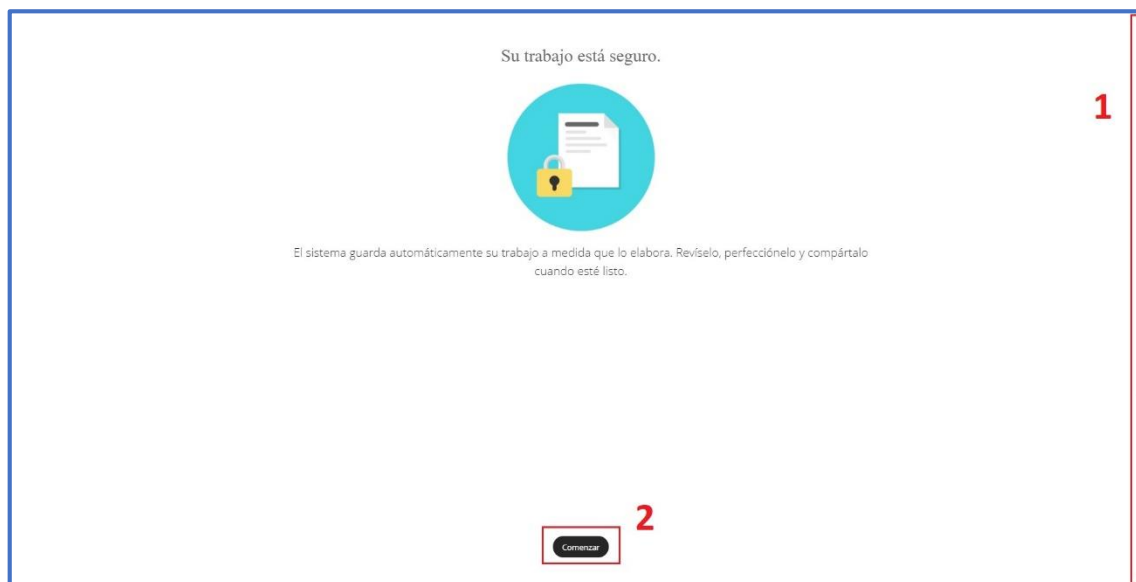 Su trabajo está seguro.
1
El sistema guarda automáticamente su trabajo a medida que lo elabora. Revíselo, perfecciónelo y compártalo
cuando esté listo.
2
Comenzar